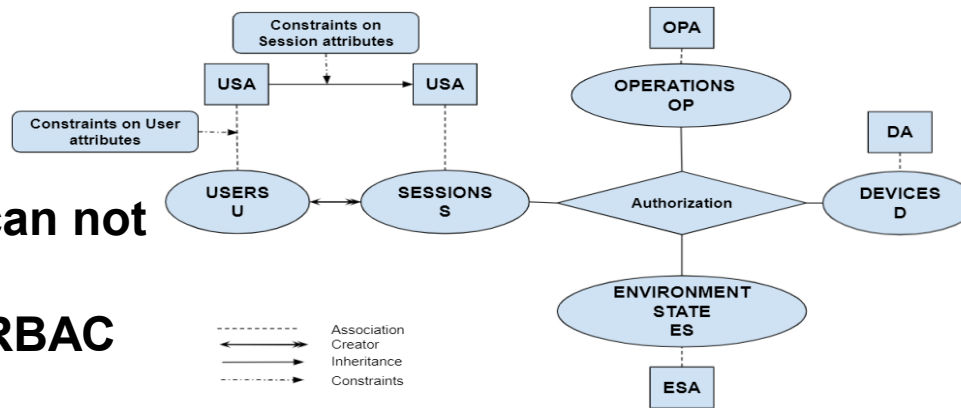 Constraints on
Session attributes
OPA
USA
USA
OPERATIONS
OP
Constraints on User
attributes
DA
USERS
U
SESSIONS
S
Authorization
DEVICES
D
can not
ENVIRONMENT
STATE
ES
RBAC
Association
Creator
Inheritance
Constraints
ESA